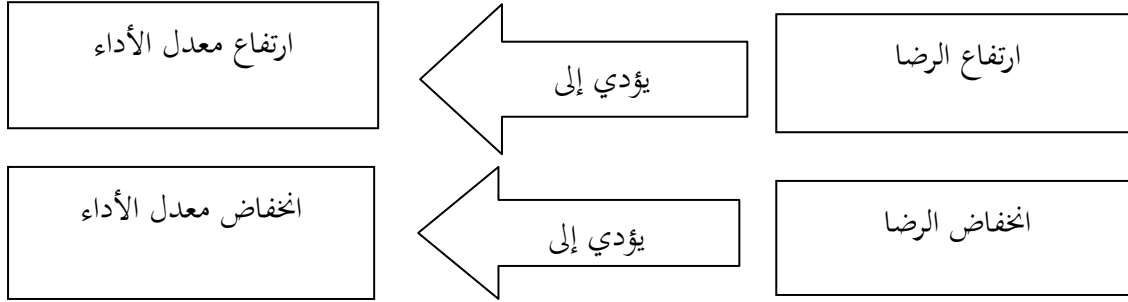 ارتفاع الرضا
يؤدي إلى
ارتفاع معدل الأداء
انخفاض الرضا
يؤدي إلى
انخفاض معدل الأداء